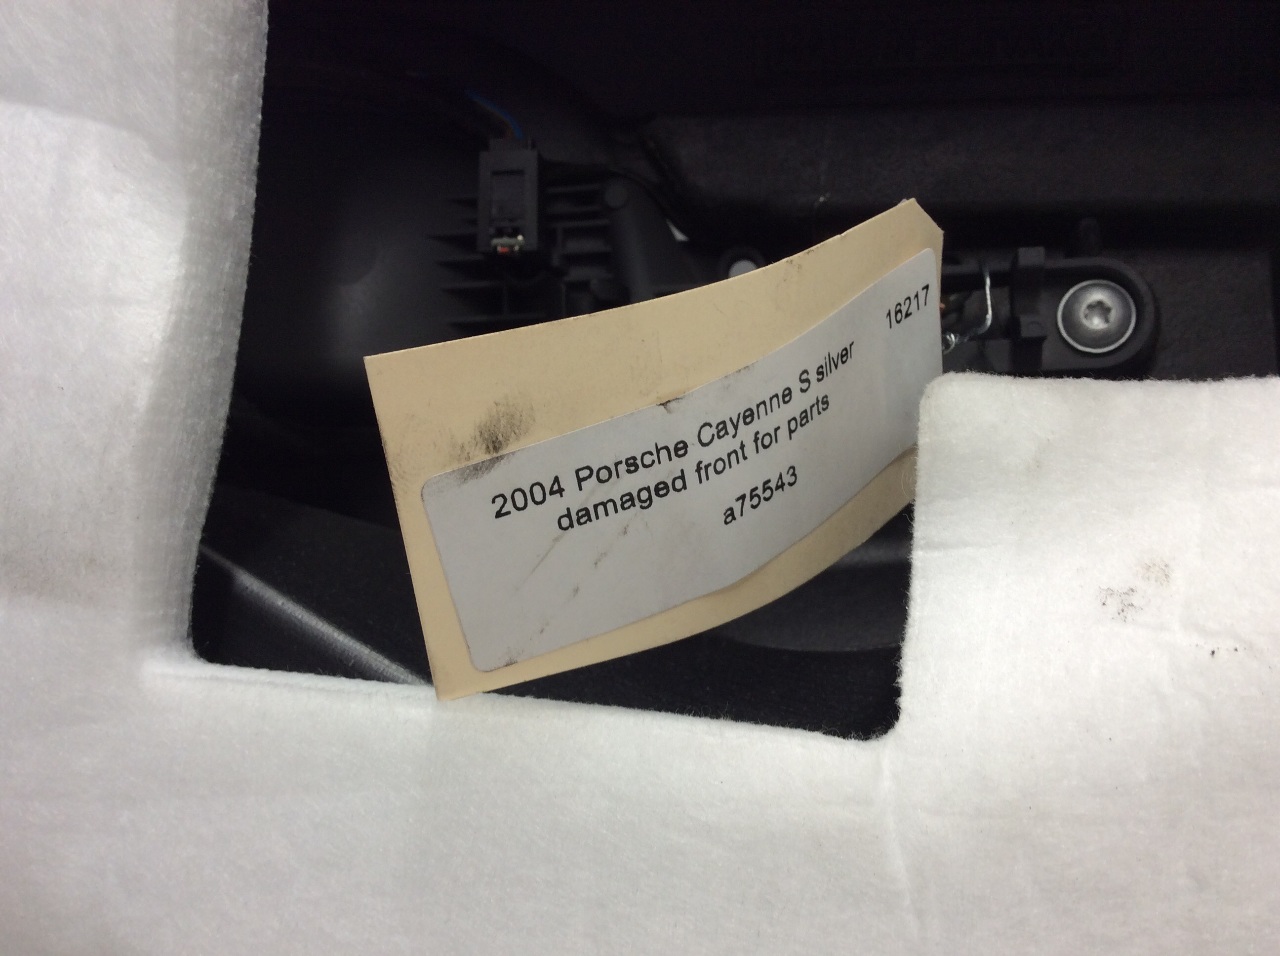 16217
2004 Porsche Cayenne S silver
damaged front for parts
a75543